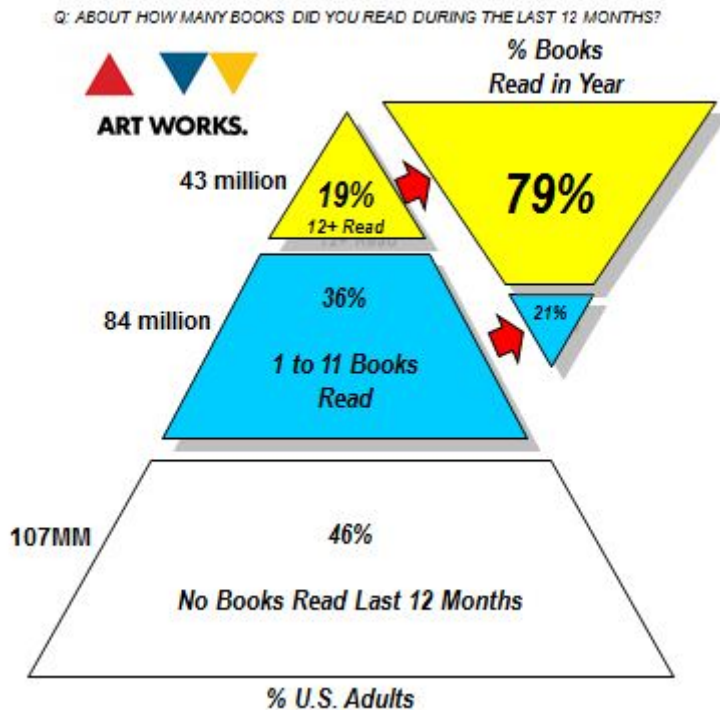 Q: ABOUT HOW MANY BOOKS DID YOU READ DURING THE LAST 12 MONTHS?
% Books
Read in Year
ART WORKS.
43 million
19%
12+ Read
79%
84 million
36%
1 to 11 Books
Read
21%
107MM
46%
No Books Read Last 12 Months
% U.S. Adults